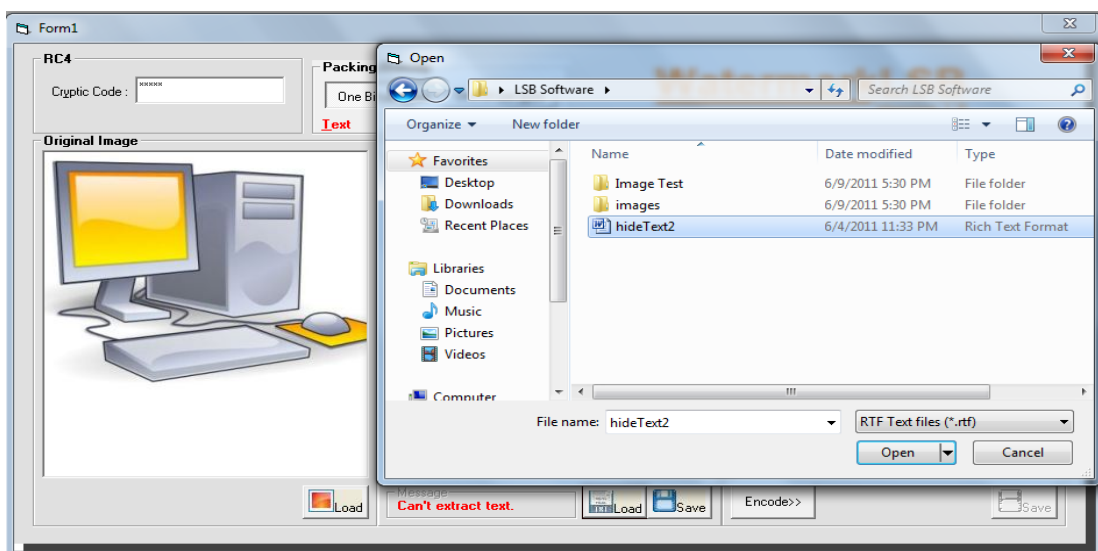 Form1
RC4
Cryptic Code : *****
Packing
One Bi
Text
Original Image
Load
Open
LSB Software
Search LSB Software
Organize
New folder
Name
Date modified
Type
Favorites
Desktop
Downloads
Recent Places
Libraries
Documents
Music
Pictures
Videos
Computer
Image Test
6/9/2011 5:30 PM
File folder
images
6/9/2011 5:30 PM
File folder
hideText2
6/4/2011 11:33 PM
Rich Text Format
File name: hideText2
RTF Text files (*.rtf)
Open
Cancel
Message
Can't extract text.
Load
Save
Encode>>
Save